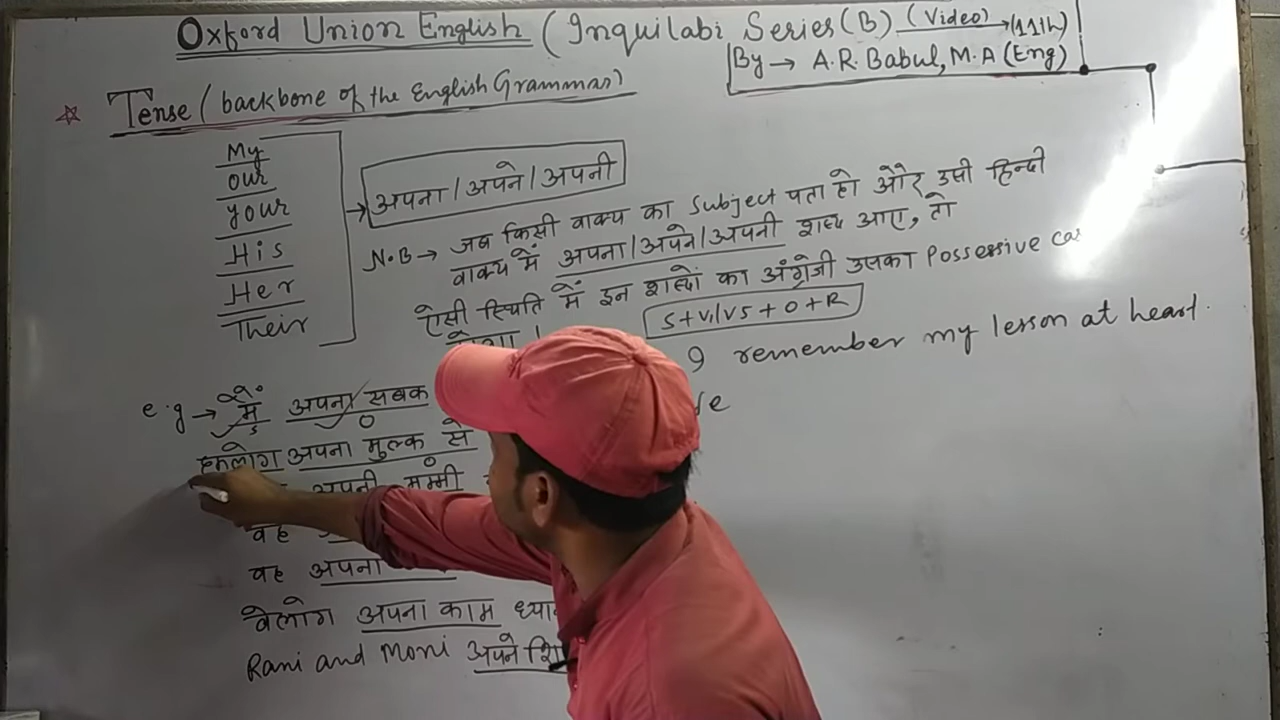 Oxford Union English (Inquilabi Series (B) (Video) → (11th)
By → A.R. Babul, M.A (Eng)
Tense (backbone of the English Grammar)
My
our
your
His
Her
Their
अपना / अपने / अपनी
N.B → जब किसी वाक्य का Subject पता हो और उसी हिन्दी
वाक्य में अपना/अपने/अपनी शब्द आए, तो
ऐसी स्थिति में इन शब्दों का अंग्रेजी उसका Possessive
S + V1/V5 + O + R
I remember my lesson at heart.
e.g → मैं अपना सबक
S O
हमलोग अपना मुल्क से
अपनी मम्मी
वह
वह अपना
वेलोग अपना काम
Rani and Moni अपने